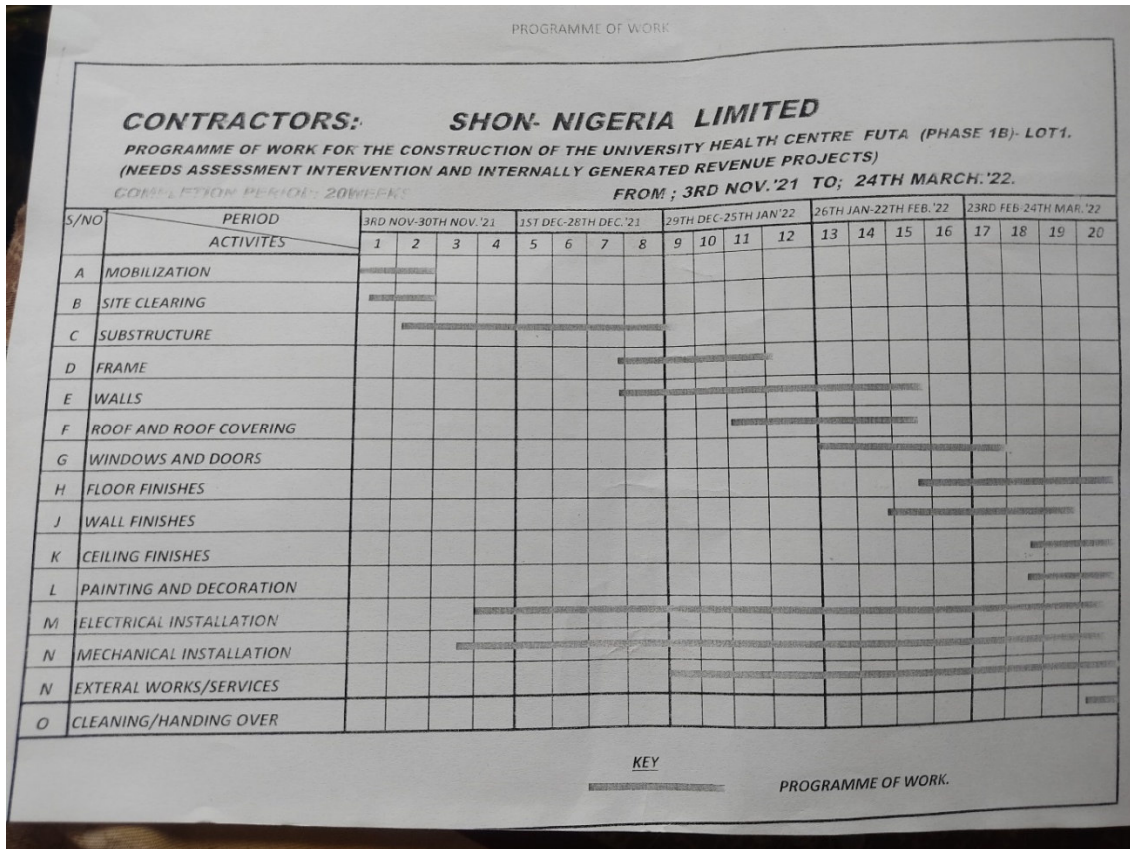 PROGRAMME OF WORK
CONTRACTORS: SHON- NIGERIA LIMITED
PROGRAMME OF WORK FOR THE CONSTRUCTION OF THE UNIVERSITY HEALTH CENTRE FUTA (PHASE 1B)- LOT1.
(NEEDS ASSESSMENT INTERVENTION AND INTERNALLY GENERATED REVENUE PROJECTS)
COMPLETION PERIOD: 20WEEKS FROM ; 3RD NOV.'21 TO; 24TH MARCH.'22.
S/NO PERIOD 3RD NOV-30TH NOV. '21 1ST DEC-28TH DEC.'21 29TH DEC-25TH JAN'22 26TH JAN-22TH FEB.'22 23RD FEB-24TH MAR.'22
ACTIVITES 1 2 3 4 5 6 7 8 9 10 11 12 13 14 15 16 17 18 19 20
A MOBILIZATION
B SITE CLEARING
C SUBSTRUCTURE
D FRAME
E WALLS
F ROOF AND ROOF COVERING
G WINDOWS AND DOORS
H FLOOR FINISHES
J WALL FINISHES
K CEILING FINISHES
L PAINTING AND DECORATION
M ELECTRICAL INSTALLATION
N MECHANICAL INSTALLATION
N EXTERAL WORKS/SERVICES
O CLEANING/HANDING OVER
KEY
PROGRAMME OF WORK.